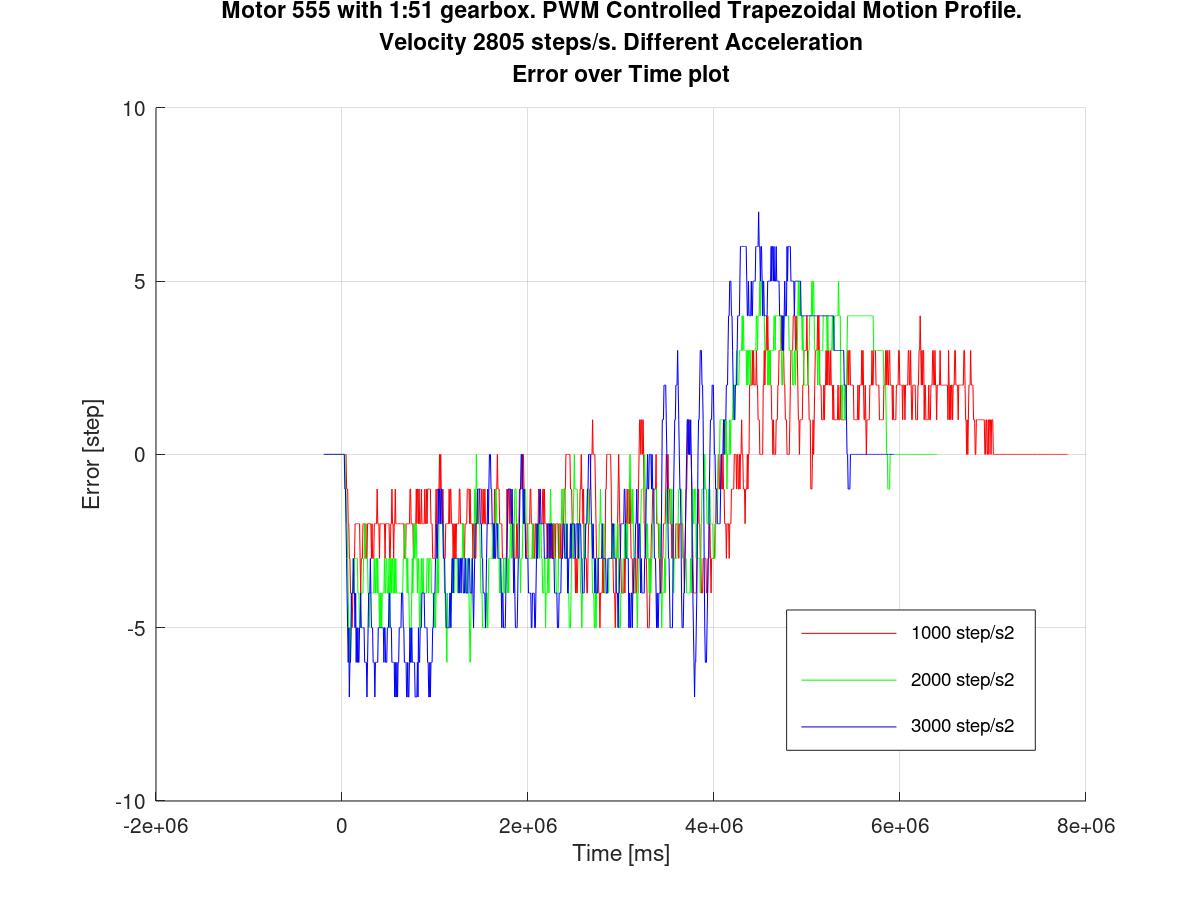 Motor 555 with 1:51 gearbox. PWM Controlled Trapezoidal Motion Profile.
Velocity 2805 steps/s. Different Acceleration
Error over Time plot
10
5
0
-5
-10
Error [step]
-2e+06 0 2e+06 4e+06 6e+06 8e+06
Time [ms]
1000 step/s2
2000 step/s2
3000 step/s2